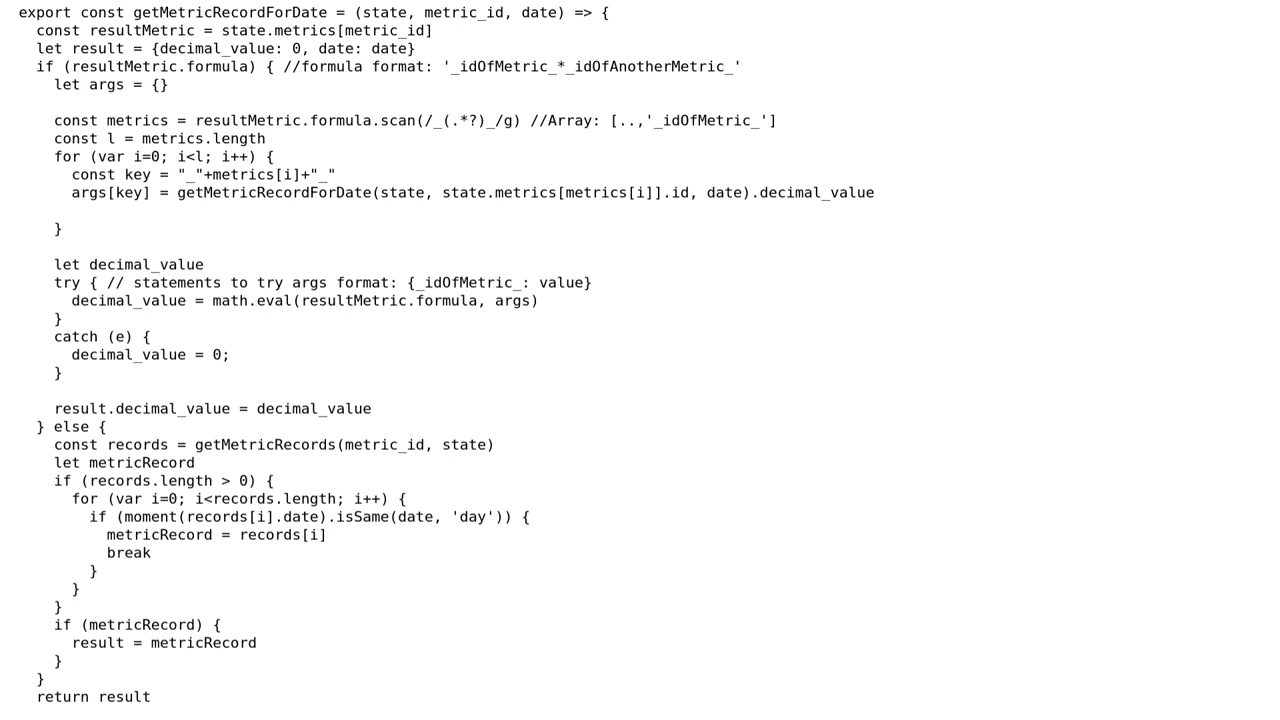 export const getMetricRecordForDate = (state, metric_id, date) => {
  const resultMetric = state.metrics[metric_id]
  let result = {decimal_value: 0, date: date}
  if (resultMetric.formula) { //formula format: '_idOfMetric_*_idOfAnotherMetric_'
    let args = {}

    const metrics = resultMetric.formula.scan(/_(.*?)_/g) //Array: [..,'_idOfMetric_']
    const l = metrics.length
    for (var i=0; i<l; i++) {
      const key = "_"+metrics[i]+"_"
      args[key] = getMetricRecordForDate(state, state.metrics[metrics[i]].id, date).decimal_value

    }

    let decimal_value
    try { // statements to try args format: {_idOfMetric_: value}
      decimal_value = math.eval(resultMetric.formula, args)
    }
    catch (e) {
      decimal_value = 0;
    }

    result.decimal_value = decimal_value
  } else {
    const records = getMetricRecords(metric_id, state)
    let metricRecord
    if (records.length > 0) {
      for (var i=0; i<records.length; i++) {
        if (moment(records[i].date).isSame(date, 'day')) {
          metricRecord = records[i]
          break
        }
      }
    }
    if (metricRecord) {
      result = metricRecord
    }
  }
  return result